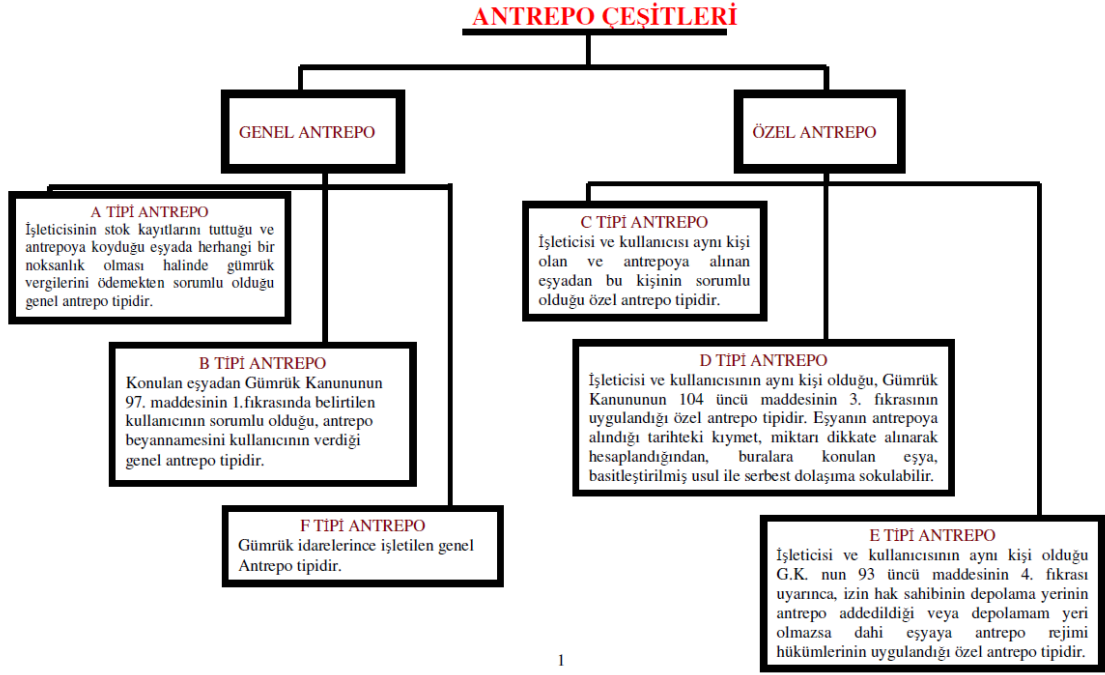 ANTREPO ÇEŞİTLERİ
GENEL ANTREPO
ÖZEL ANTREPO
A TİPİ ANTREPO
İşleticisinin stok kayıtlarını tuttuğu ve
antrepoya koyduğu eşyada herhangi bir
noksanlık olması halinde gümrük
vergilerini ödemekten sorumlu olduğu
genel antrepo tipidir.
C TİPİ ANTREPO
İşleticisi ve kullanıcısı aynı kişi
olan ve antrepoya alınan
eşyadan bu kişinin sorumlu
olduğu özel antrepo tipidir.
B TİPİ ANTREPO
Konulan eşyadan Gümrük Kanununun
97. maddesinin 1.fıkrasında belirtilen
kullanıcının sorumlu olduğu, antrepo
beyannamesini kullanıcının verdiği
genel antrepo tipidir.
D TİPİ ANTREPO
İşleticisi ve kullanıcısının aynı kişi olduğu, Gümrük
Kanununun 104 üncü maddesinin 3. fıkrasının
uygulandığı özel antrepo tipidir. Eşyanın antrepoya
alındığı tarihteki kıymet, miktarı dikkate alınarak
hesaplandığından, buralara konulan eşya,
basitleştirilmiş usul ile serbest dolaşıma sokulabilir.
F TİPİ ANTREPO
Gümrük idarelerince işletilen genel
Antrepo tipidir.
E TİPİ ANTREPO
İşleticisi ve kullanıcısının aynı kişi olduğu
G.K. nun 93 üncü maddesinin 4. fıkrası
uyarınca, izin hak sahibinin depolama yerinin
antrepo addedildiği veya depolamam yeri
olmazsa dahi eşyaya antrepo rejimi
hükümlerinin uygulandığı özel antrepo tipidir.
1